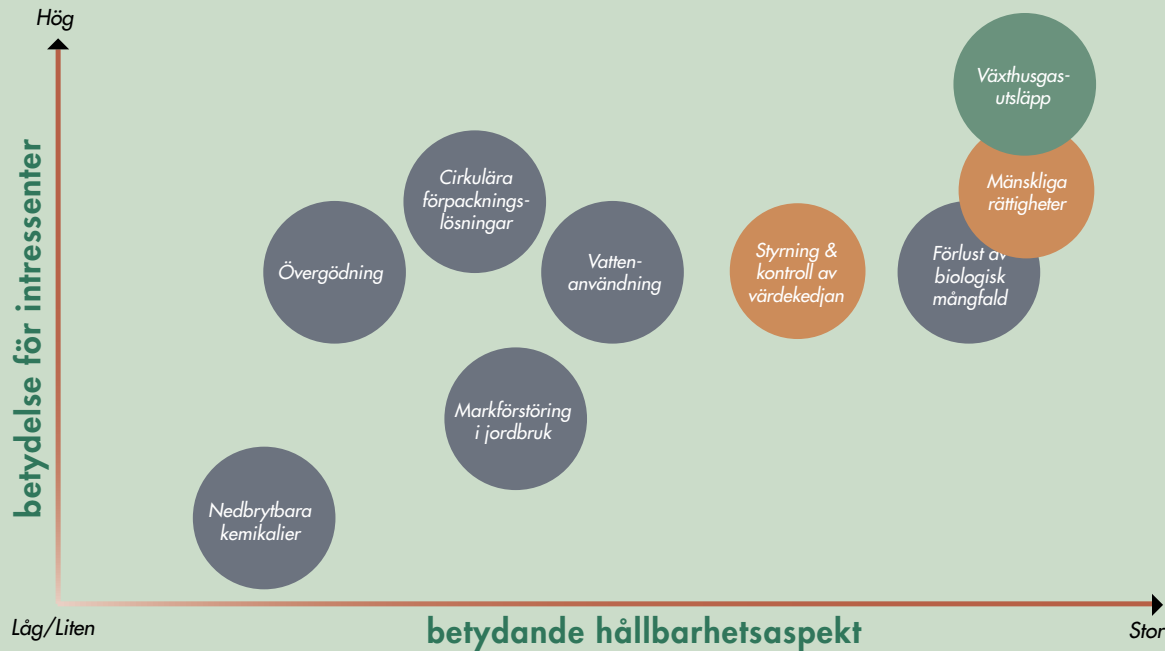 Hög
betydelse för intressenter
Växthusgas-
utsläpp
Mänskliga
rättigheter
Cirkulära
förpacknings-
lösningar
Övergödning
Vatten-
användning
Styrning &
kontroll av
värdekedjan
Förlust av
biologisk
mångfald
Markförstöring
i jordbruk
Nedbrytbara
kemikalier
Låg/Liten
betydande hållbarhetsaspekt
Stor